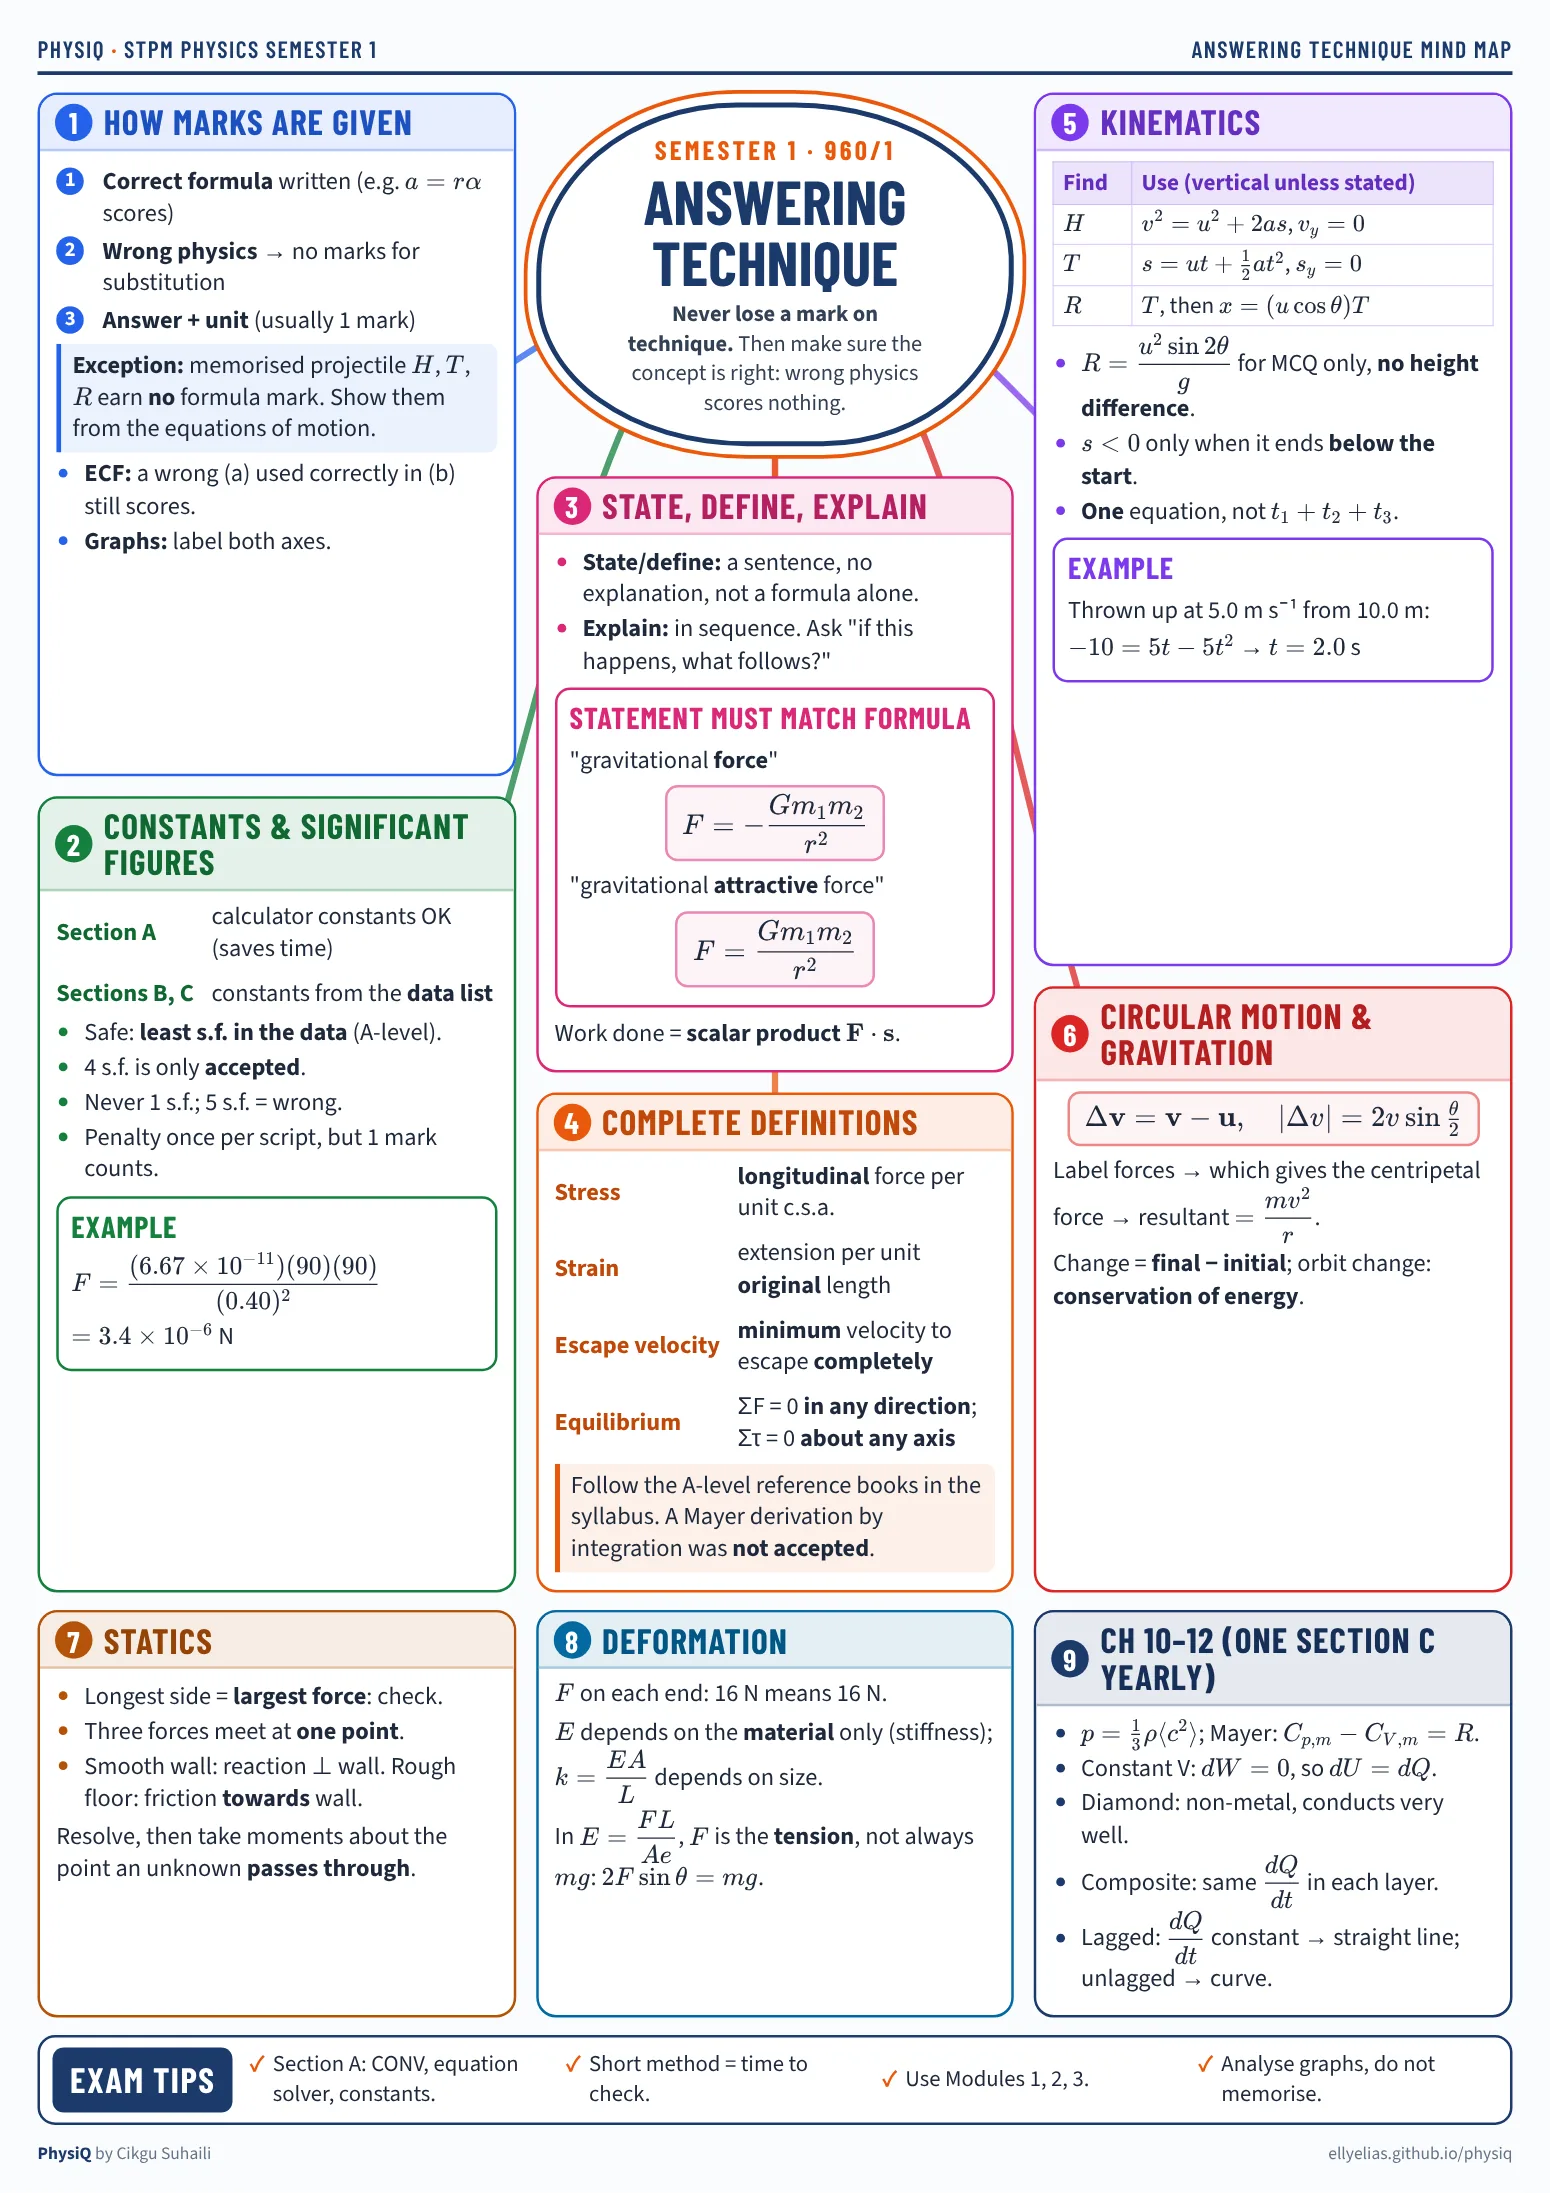 PHYSIQ · STPM PHYSICS SEMESTER 1
ANSWERING TECHNIQUE MIND MAP
SEMESTER 1 · 960/1
ANSWERING
TECHNIQUE
Never lose a mark on
technique. Then make sure the
concept is right: wrong physics
scores nothing.
1 HOW MARKS ARE GIVEN
1 Correct formula written (e.g. a = rα
scores)
2 Wrong physics → no marks for
substitution
3 Answer + unit (usually 1 mark)
Exception: memorised projectile H, T,
R earn no formula mark. Show them
from the equations of motion.
• ECF: a wrong (a) used correctly in (b)
still scores.
• Graphs: label both axes.
2 CONSTANTS & SIGNIFICANT
FIGURES
Section A calculator constants OK
(saves time)
Sections B, C constants from the data list
• Safe: least s.f. in the data (A-level).
• 4 s.f. is only accepted.
• Never 1 s.f.; 5 s.f. = wrong.
• Penalty once per script, but 1 mark
counts.
EXAMPLE
F = (6.67 × 10⁻¹¹)(90)(90) / (0.40)²
= 3.4 × 10⁻⁶ N
3 STATE, DEFINE, EXPLAIN
• State/define: a sentence, no
explanation, not a formula alone.
• Explain: in sequence. Ask "if this
happens, what follows?"
STATEMENT MUST MATCH FORMULA
"gravitational force"
F = −Gm₁m₂ / r²
"gravitational attractive force"
F = Gm₁m₂ / r²
Work done = scalar product F · s.
4 COMPLETE DEFINITIONS
Stress longitudinal force per
unit c.s.a.
Strain extension per unit
original length
Escape velocity minimum velocity to
escape completely
Equilibrium ΣF = 0 in any direction;
Στ = 0 about any axis
Follow the A-level reference books in the
syllabus. A Mayer derivation by
integration was not accepted.
5 KINEMATICS
Find Use (vertical unless stated)
H v² = u² + 2as, v_y = 0
T s = ut + ½at², s_y = 0
R T, then x = (u cos θ)T
• R = u² sin 2θ / g for MCQ only, no height
difference.
• s < 0 only when it ends below the
start.
• One equation, not t₁ + t₂ + t₃.
EXAMPLE
Thrown up at 5.0 m s⁻¹ from 10.0 m:
−10 = 5t − 5t² → t = 2.0 s
6 CIRCULAR MOTION &
GRAVITATION
Δv = v − u, |Δv| = 2v sin θ/2
Label forces → which gives the centripetal
force → resultant = mv² / r.
Change = final − initial; orbit change:
conservation of energy.
7 STATICS
• Longest side = largest force: check.
• Three forces meet at one point.
• Smooth wall: reaction ⊥ wall. Rough
floor: friction towards wall.
Resolve, then take moments about the
point an unknown passes through.
8 DEFORMATION
F on each end: 16 N means 16 N.
E depends on the material only (stiffness);
k = EA / L depends on size.
In E = FL / Ae, F is the tension, not always
mg: 2F sin θ = mg.
9 CH 10–12 (ONE SECTION C
YEARLY)
• p = ⅓ρ⟨c²⟩; Mayer: C_p,m − C_V,m = R.
• Constant V: dW = 0, so dU = dQ.
• Diamond: non-metal, conducts very
well.
• Composite: same dQ/dt in each layer.
• Lagged: dQ/dt constant → straight line;
unlagged → curve.
EXAM TIPS
✓ Section A: CONV, equation
solver, constants.
✓ Short method = time to
check.
✓ Use Modules 1, 2, 3.
✓ Analyse graphs, do not
memorise.
PhysiQ by Cikgu Suhaili
ellyelias.github.io/physiq